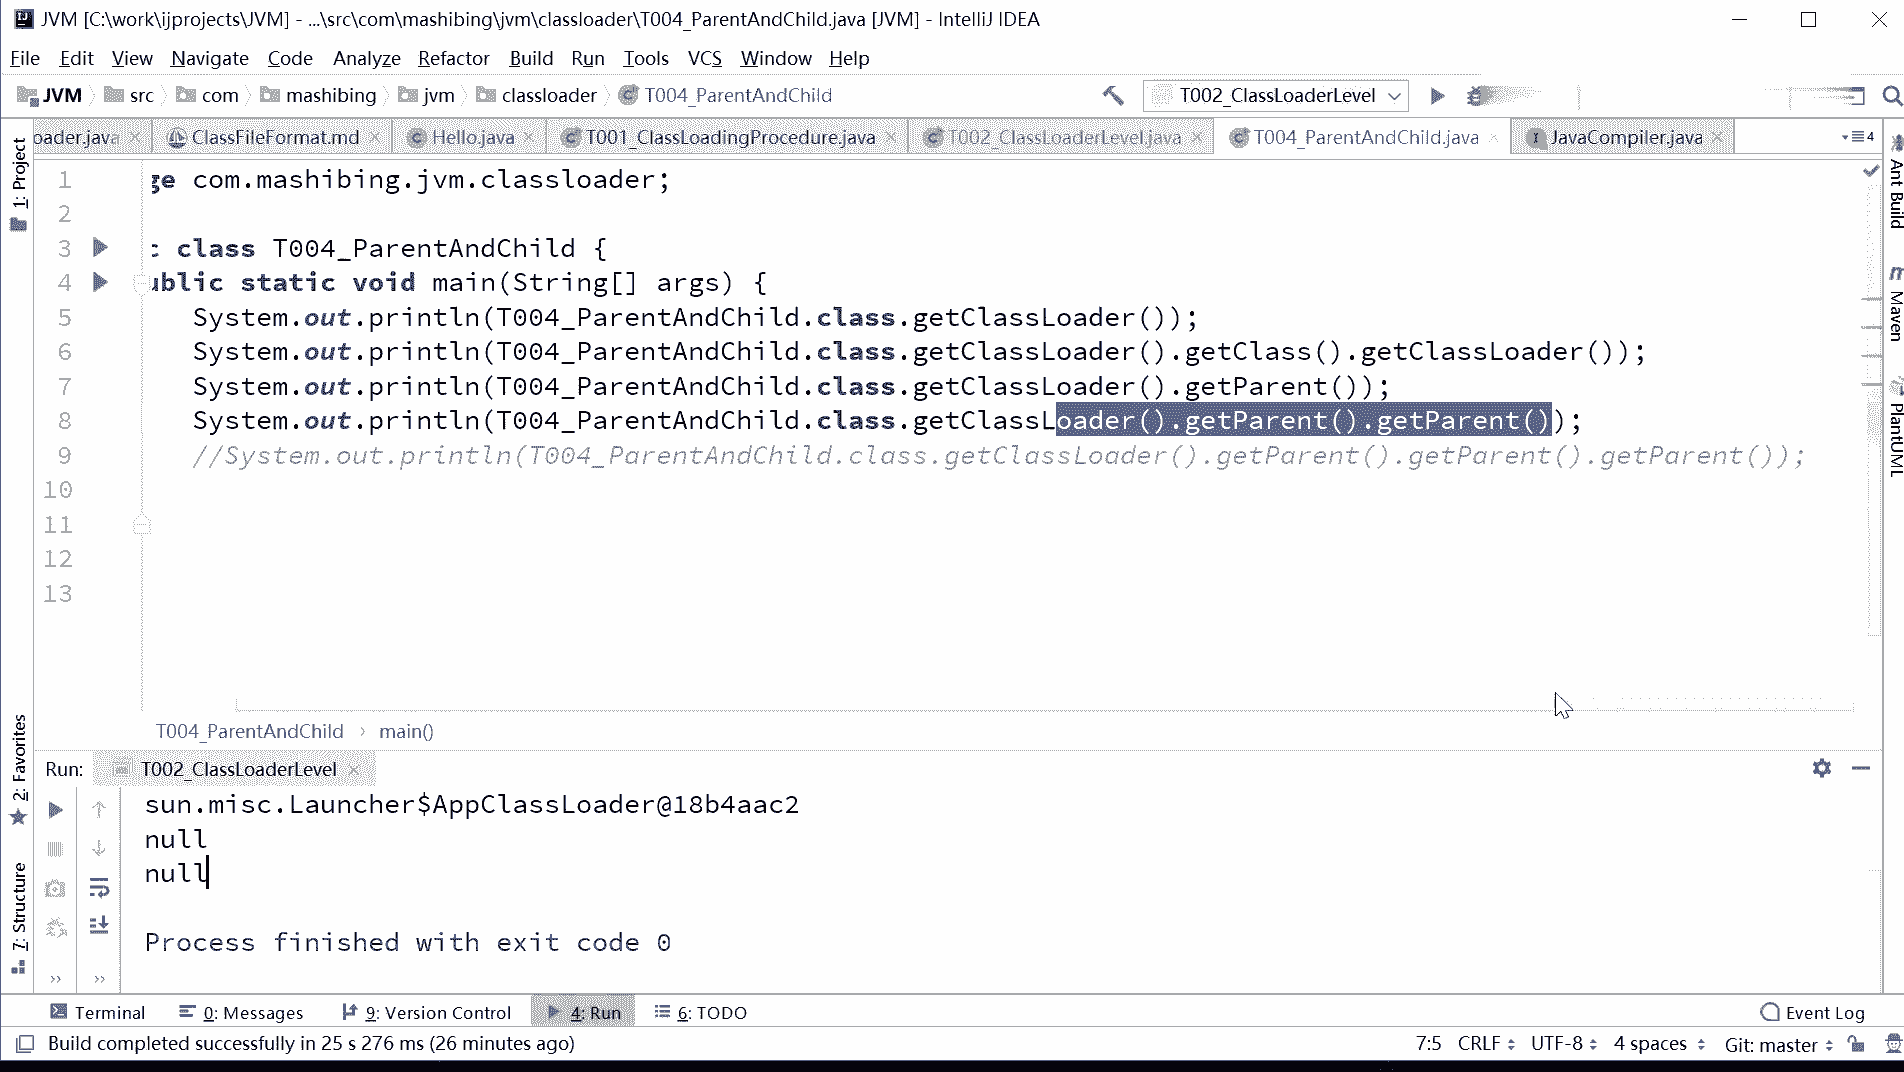 JVM [C:\work\ijprojects\JVM] - ...\src\com\mashibing\jvm\classloader\T004_ParentAndChild.java [JVM] - IntelliJ IDEA
File Edit View Navigate Code Analyze Refactor Build Run Tools VCS Window Help
JVM src com mashibing jvm classloader T004_ParentAndChild T002_ClassLoaderLevel
oader.java ClassFileFormat.md Hello.java T001_ClassLoadingProcedure.java T002_ClassLoaderLevel.java T004_ParentAndChild.java JavaCompiler.java 4
1 ge com.mashibing.jvm.classloader;
2
3 c class T004_ParentAndChild {
4 ublic static void main(String[] args) {
5 System.out.println(T004_ParentAndChild.class.getClassLoader());
6 System.out.println(T004_ParentAndChild.class.getClassLoader().getClass().getClassLoader());
7 System.out.println(T004_ParentAndChild.class.getClassLoader().getParent());
8 System.out.println(T004_ParentAndChild.class.getClassLoader().getParent().getParent());
9 //System.out.println(T004_ParentAndChild.class.getClassLoader().getParent().getParent().getParent());
10
11
12
13
T004_ParentAndChild › main()
1: Project
2: Favorites
7: Structure
Ant Build
m Maven
PlantUML
Run: T002_ClassLoaderLevel
sun.misc.Launcher$AppClassLoader@18b4aac2
null
null
Process finished with exit code 0
Terminal 0: Messages 9: Version Control 4: Run 6: TODO Event Log
Build completed successfully in 25 s 276 ms (26 minutes ago) 7:5 CRLF UTF-8 4 spaces Git: master